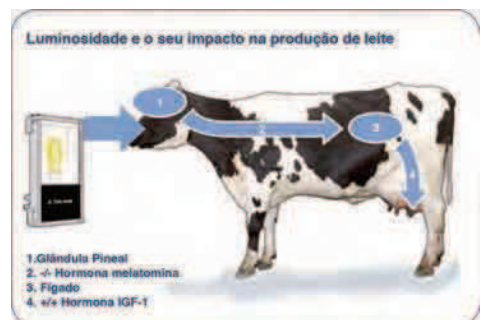 Luminosidade e o seu impacto na produção de leite
1
2
3
4
1.Glândula Pineal
2. -/- Hormona melatomina
3. Fígado
4. +/+ Hormona IGF-1